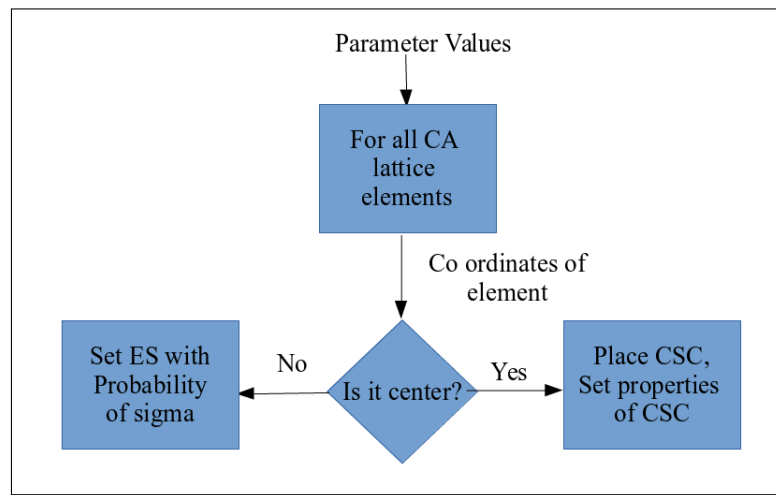 Parameter Values
For all CA
lattice
elements
Co ordinates of
element
Set ES with
Probability
of sigma
No
Is it center?
Yes
Place CSC,
Set properties
of CSC